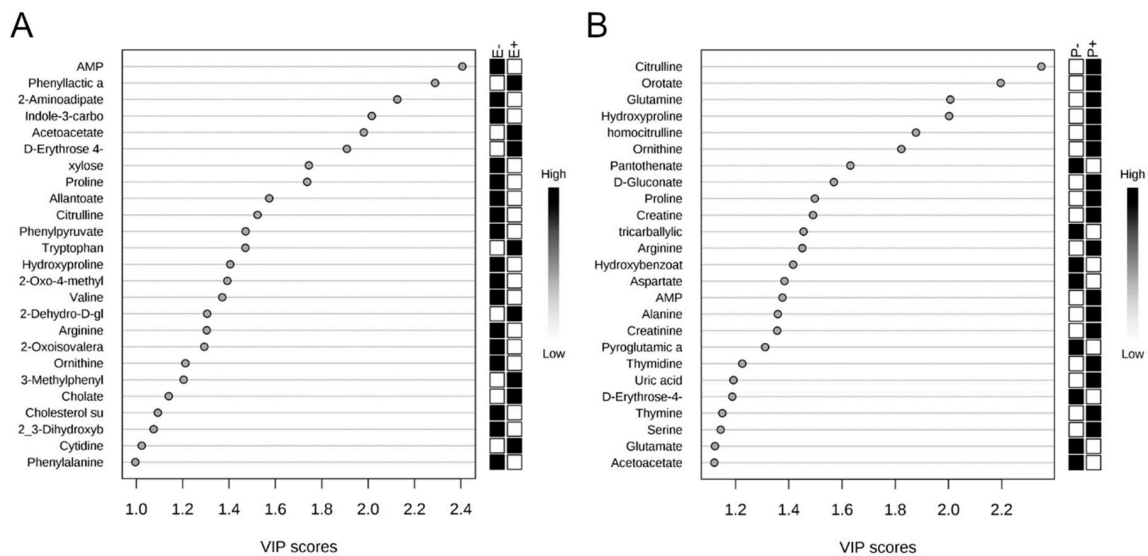 A
E-
E+
AMP
Phenyllactic a
2-Aminoadipate
Indole-3-carbo
Acetoacetate
D-Erythrose 4-
xylose
Proline
Allantoate
Citrulline
Phenylpyruvate
Tryptophan
Hydroxyproline
2-Oxo-4-methyl
Valine
2-Dehydro-D-gl
Arginine
2-Oxoisovalera
Ornithine
3-Methylphenyl
Cholate
Cholesterol su
2_3-Dihydroxyb
Cytidine
Phenylalanine
High
Low
1.0 1.2 1.4 1.6 1.8 2.0 2.2 2.4
VIP scores
B
P-
P+
Citrulline
Orotate
Glutamine
Hydroxyproline
homocitrulline
Ornithine
Pantothenate
D-Gluconate
Proline
Creatine
tricarballylic
Arginine
Hydroxybenzoat
Aspartate
AMP
Alanine
Creatinine
Pyroglutamic a
Thymidine
Uric acid
D-Erythrose-4-
Thymine
Serine
Glutamate
Acetoacetate
High
Low
1.2 1.4 1.6 1.8 2.0 2.2
VIP scores